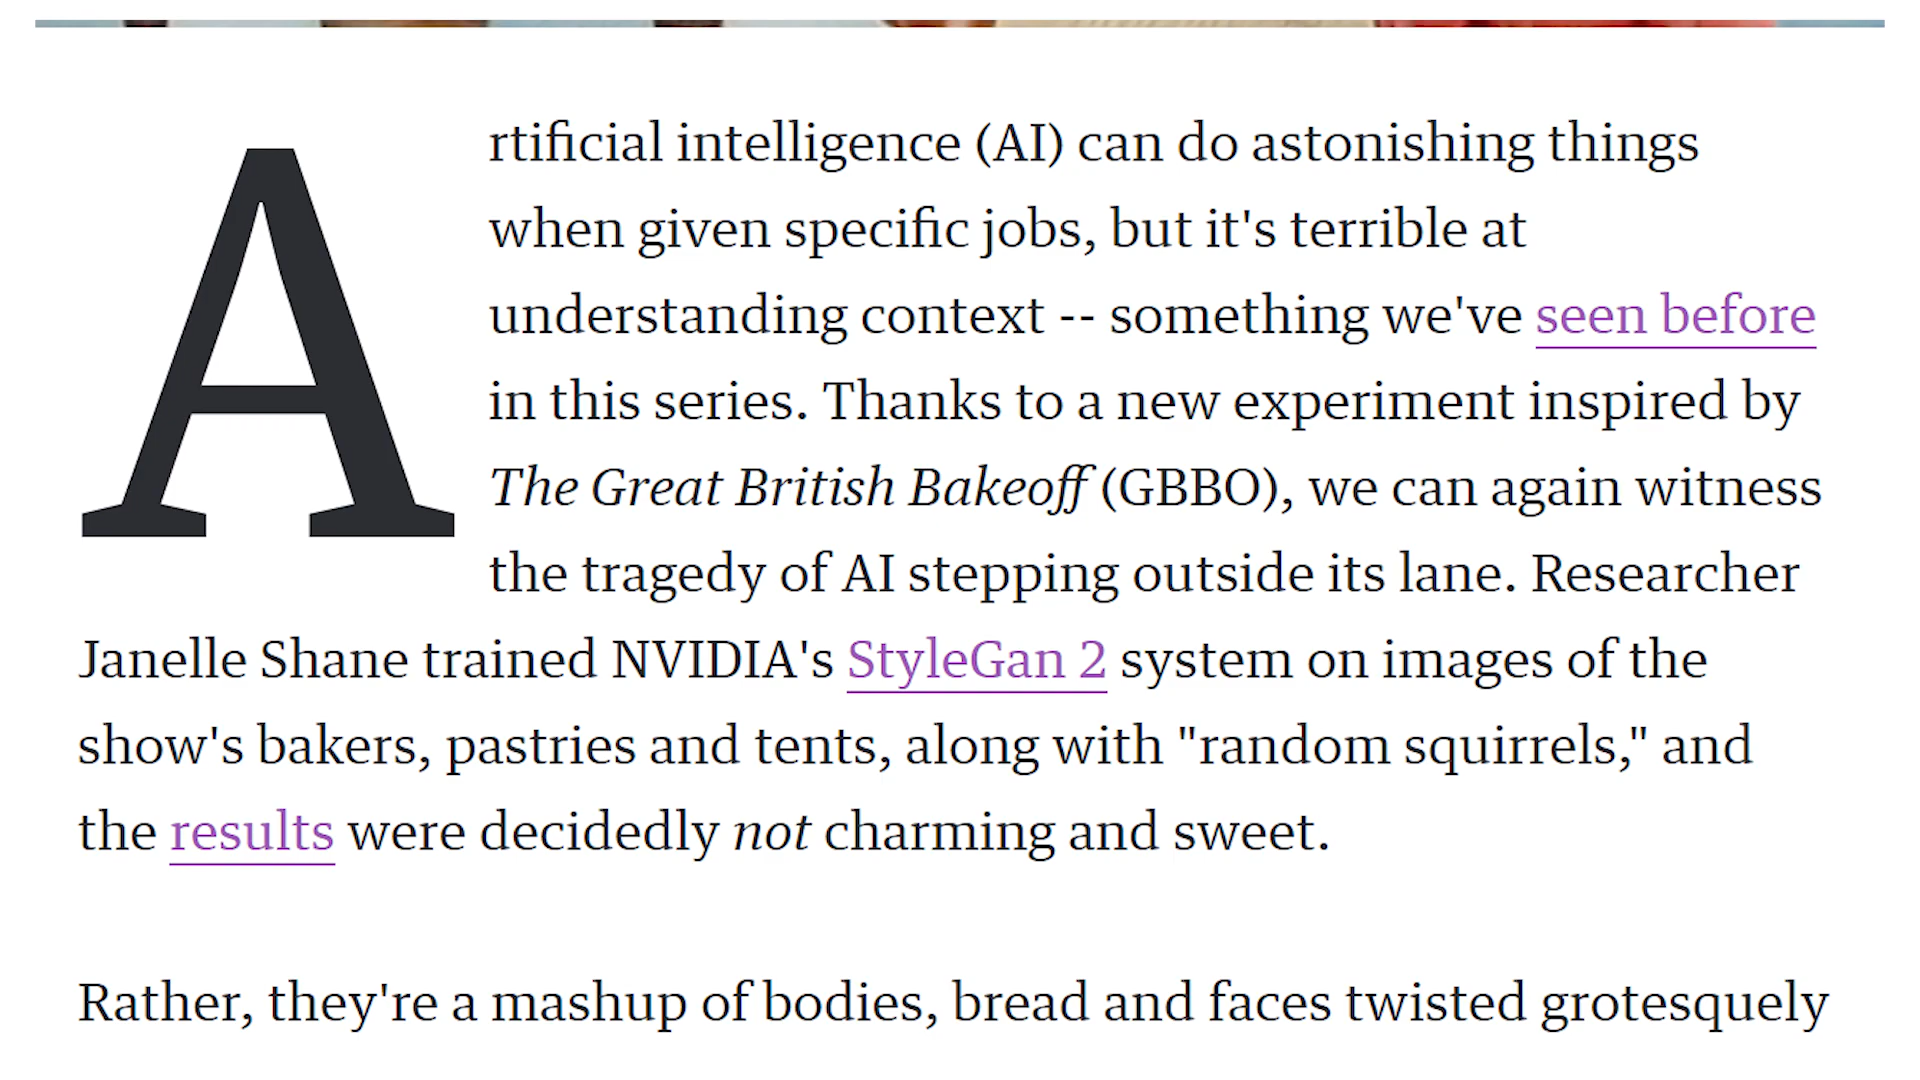 Artificial intelligence (AI) can do astonishing things
when given specific jobs, but it's terrible at
understanding context -- something we've seen before
in this series. Thanks to a new experiment inspired by
The Great British Bakeoff (GBBO), we can again witness
the tragedy of AI stepping outside its lane. Researcher
Janelle Shane trained NVIDIA's StyleGan 2 system on images of the
show's bakers, pastries and tents, along with "random squirrels," and
the results were decidedly not charming and sweet.
Rather, they're a mashup of bodies, bread and faces twisted grotesquely